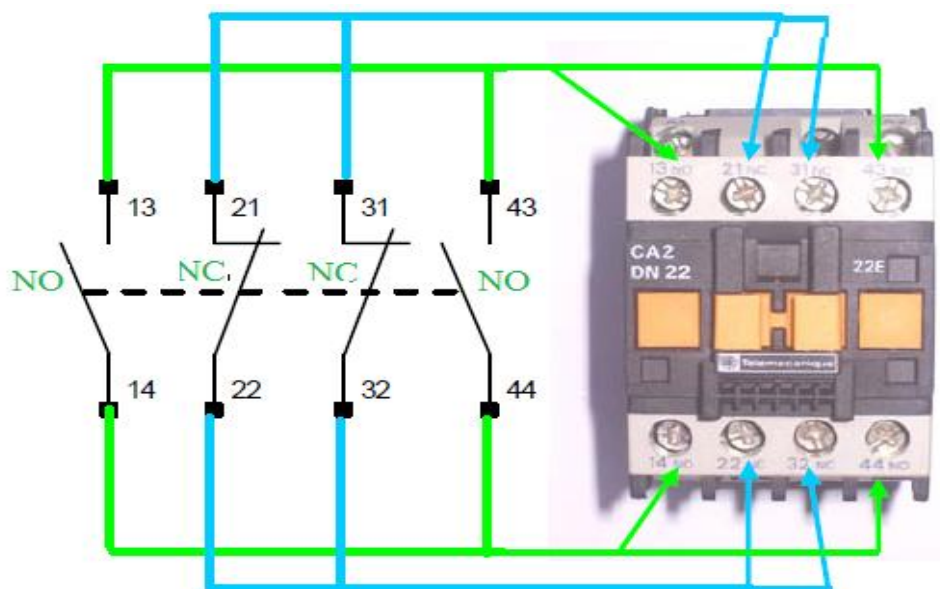 13 21 31 43
NO NC NC NO
14 22 32 44
13 NO 21 NC 31 NC 43 NO
CA2
DN 22
22E
Telemecanique
14 NO 22 NC 32 NC 44 NO